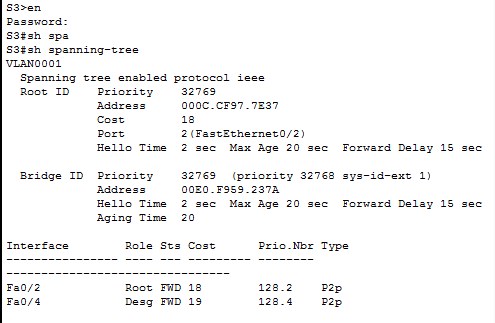 S3>en
Password:
S3#sh spa
S3#sh spanning-tree
VLAN0001
  Spanning tree enabled protocol ieee
  Root ID    Priority    32769
             Address     000C.CF97.7E37
             Cost        18
             Port        2(FastEthernet0/2)
             Hello Time  2 sec  Max Age 20 sec  Forward Delay 15 sec

  Bridge ID  Priority    32769  (priority 32768 sys-id-ext 1)
             Address     00E0.F959.237A
             Hello Time  2 sec  Max Age 20 sec  Forward Delay 15 sec
             Aging Time  20

Interface        Role Sts Cost      Prio.Nbr Type
---------------- ---- --- --------- --------
--------------------------------
Fa0/2            Root FWD 18        128.2    P2p
Fa0/4            Desg FWD 19        128.4    P2p